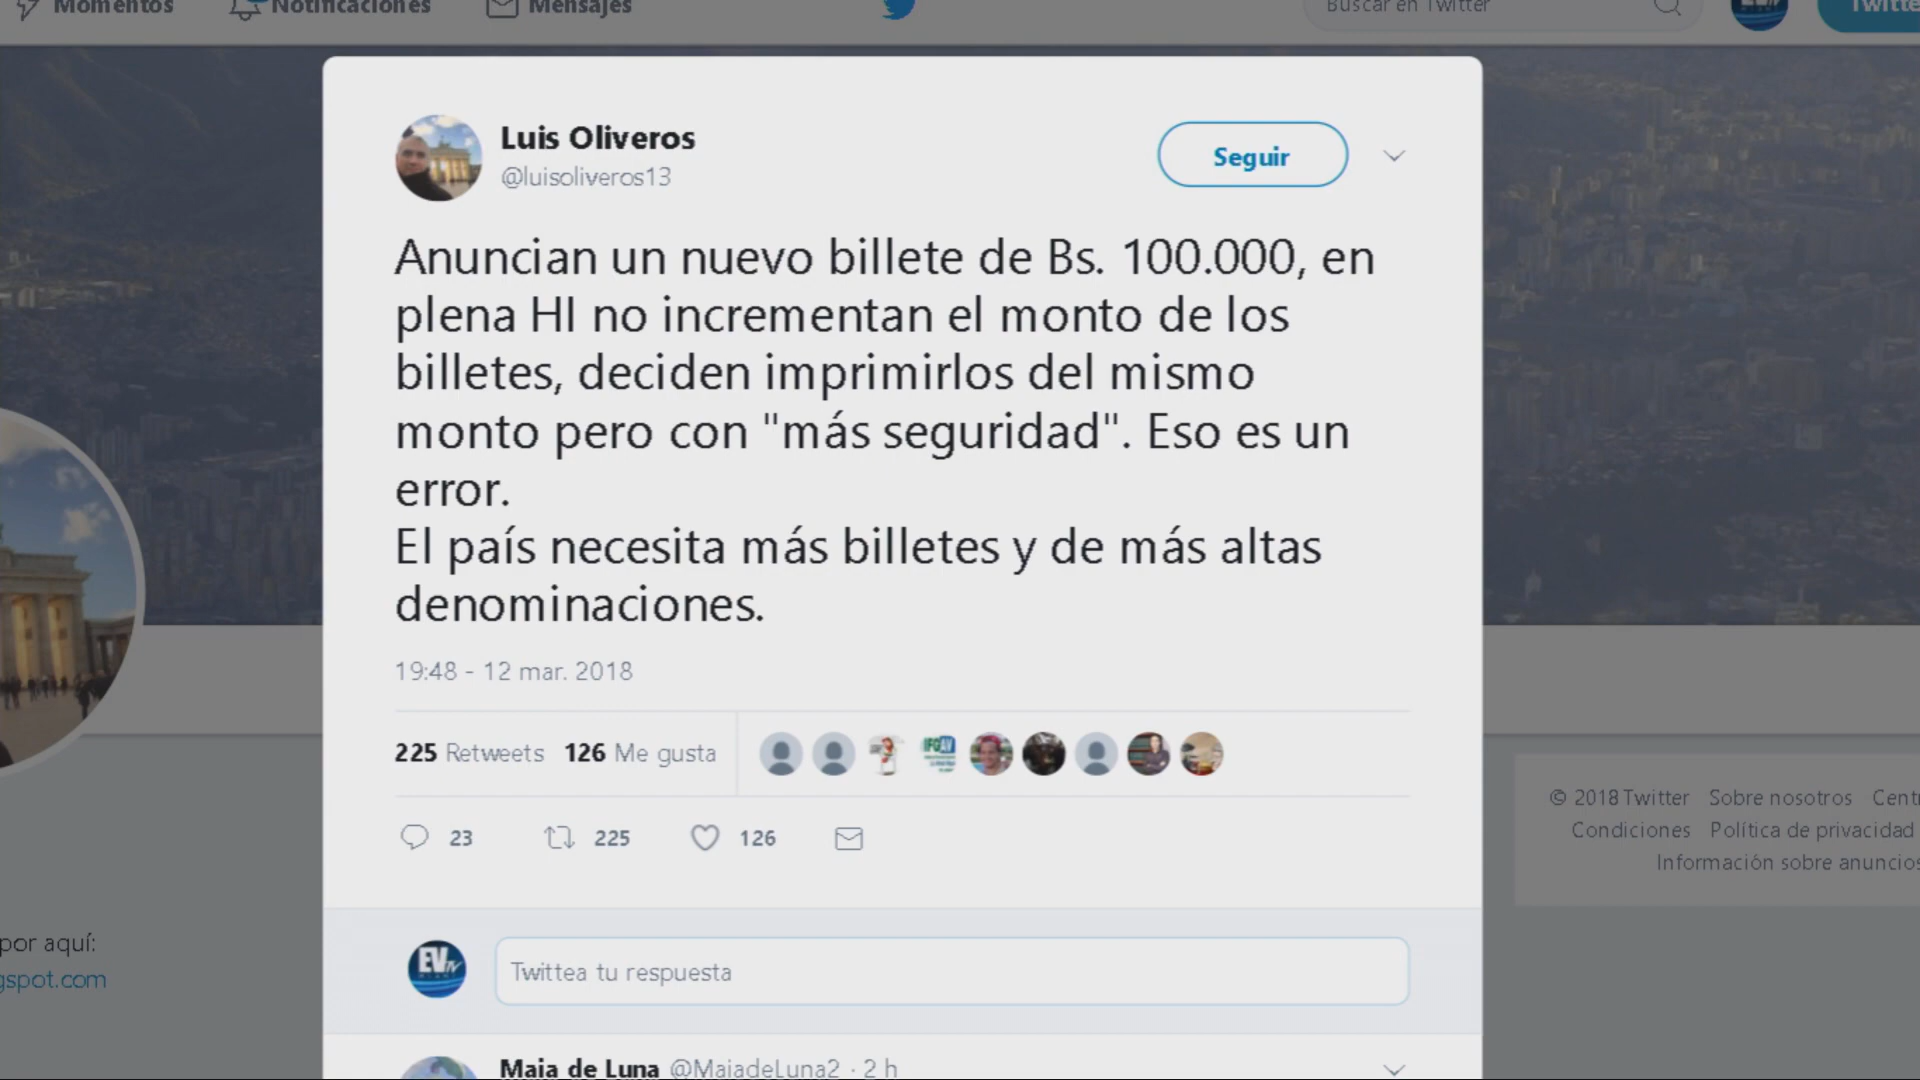 Momentos
Notificaciones
Mensajes
Buscar en Twitter
Luis Oliveros
@luisoliveros13
Seguir
Anuncian un nuevo billete de Bs. 100.000, en
plena HI no incrementan el monto de los
billetes, deciden imprimirlos del mismo
monto pero con "más seguridad". Eso es un
error.
El país necesita más billetes y de más altas
denominaciones.
19:48 - 12 mar. 2018
225 Retweets 126 Me gusta
IFGAV
23 225 126
EVTV
Twittea tu respuesta
Maia de Luna @MaiadeLuna2 · 2 h
© 2018 Twitter Sobre nosotros
Condiciones Política de privacidad
Información sobre anuncios
por aquí:
gspot.com